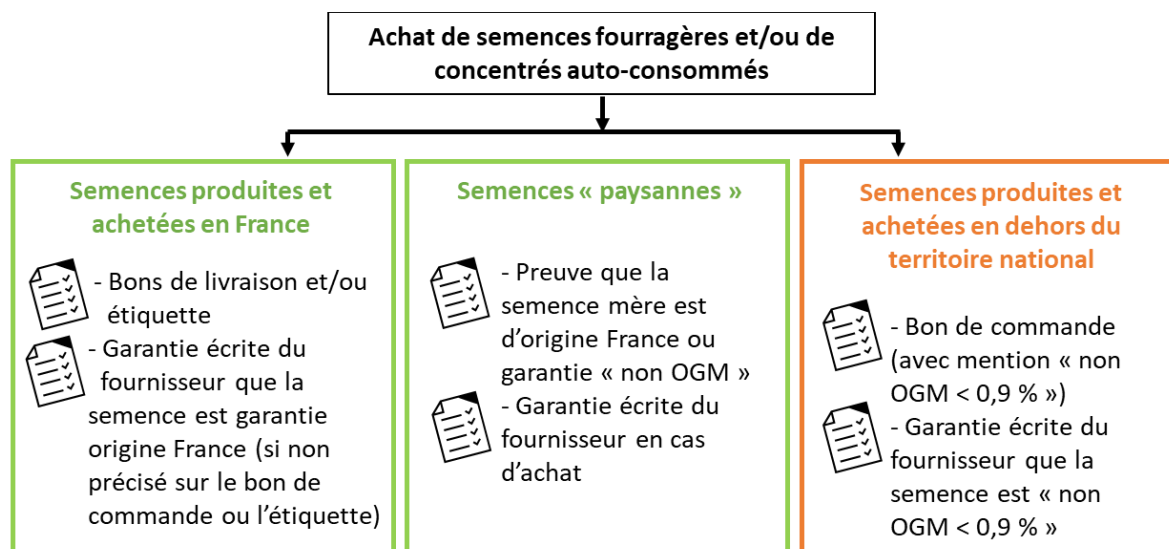 Achat de semences fourragères et/ou de
concentrés auto-consommés
Semences produites et
achetées en France
- Bons de livraison et/ou
étiquette
- Garantie écrite du
fournisseur que la
semence est garantie
origine France (si non
précisé sur le bon de
commande ou l’étiquette)
Semences « paysannes »
- Preuve que la
semence mère est
d’origine France ou
garantie « non OGM »
- Garantie écrite du
fournisseur en cas
d’achat
Semences produites et
achetées en dehors du
territoire national
- Bon de commande
(avec mention « non
OGM < 0,9 % »)
- Garantie écrite du
fournisseur que la
semence est « non
OGM < 0,9 % »